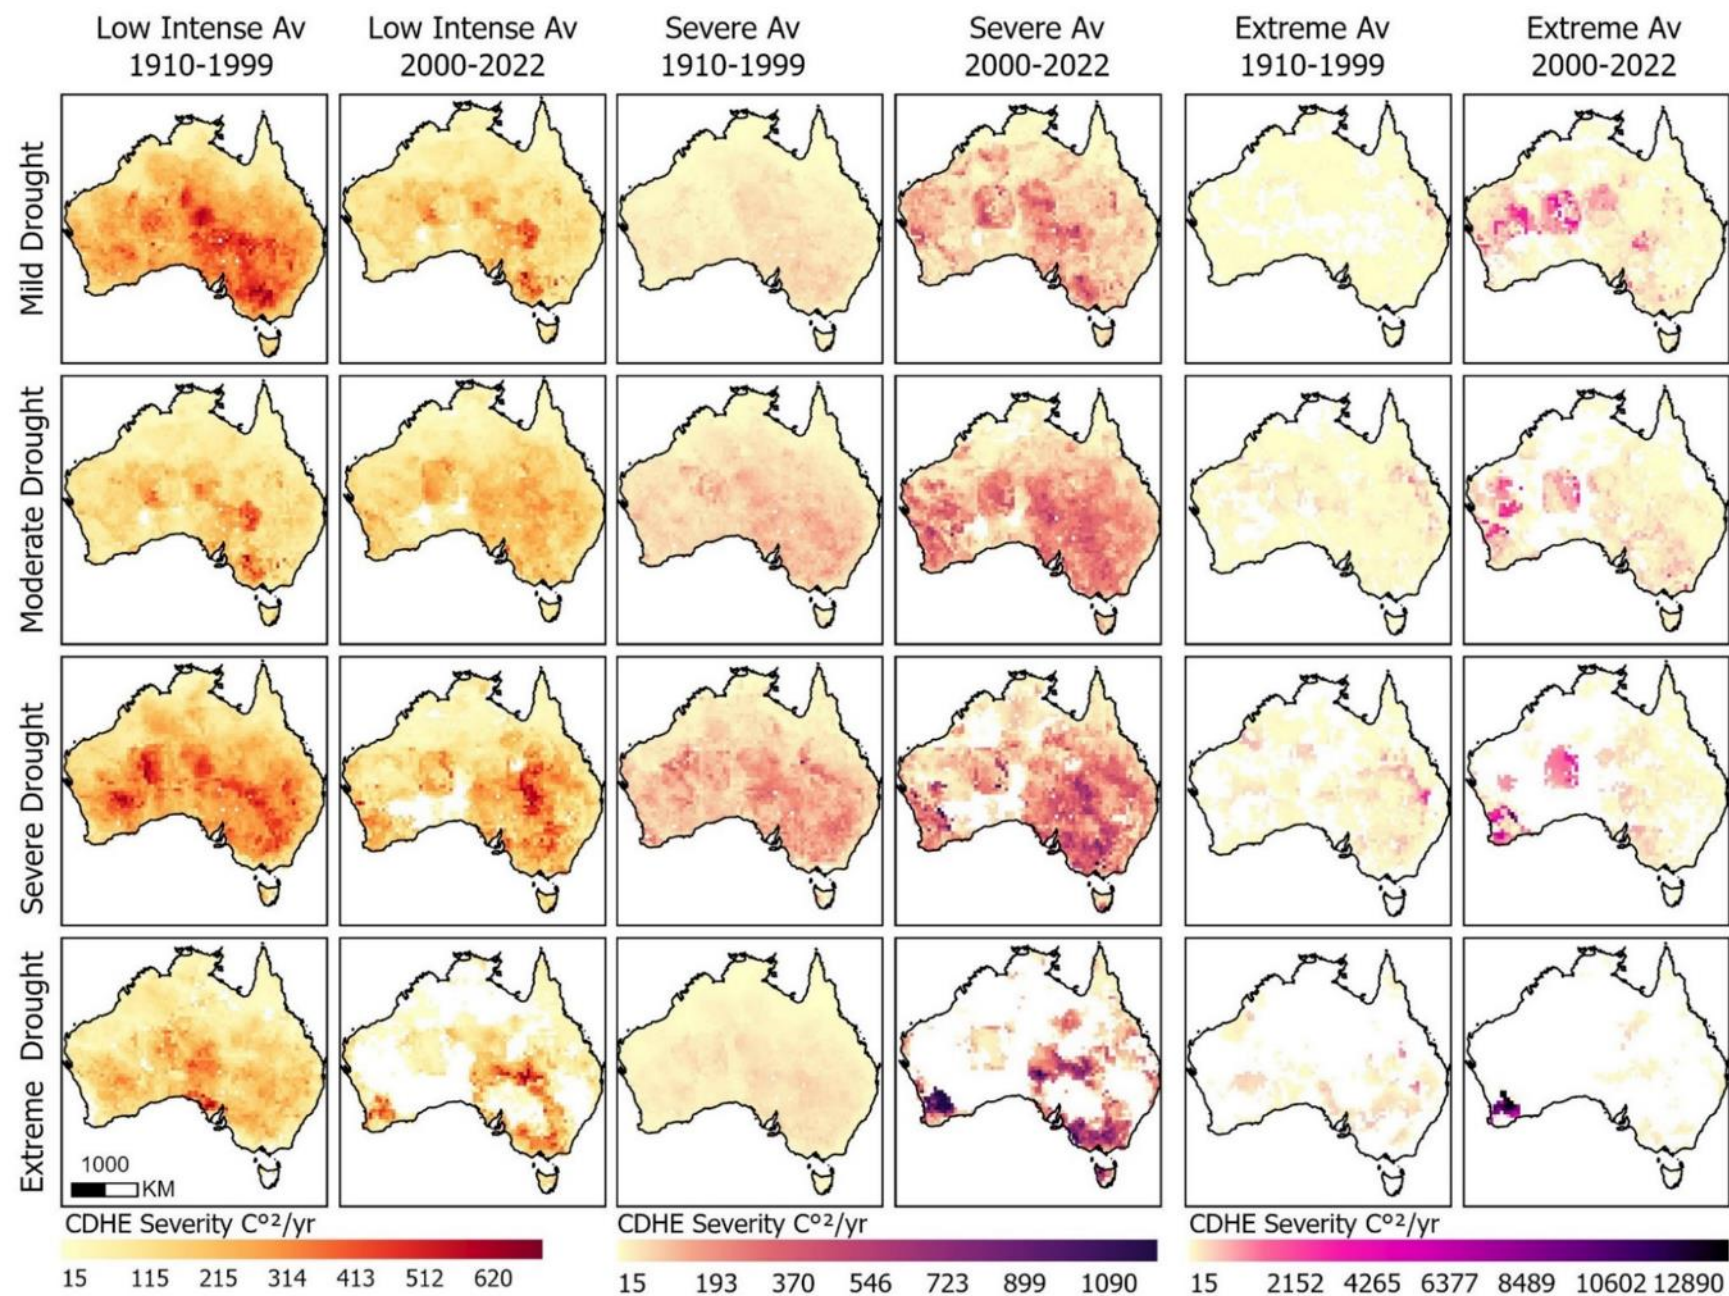 Low Intense Av
1910-1999
Low Intense Av
2000-2022
Severe Av
1910-1999
Severe Av
2000-2022
Extreme Av
1910-1999
Extreme Av
2000-2022
Mild Drought
Moderate Drought
Severe Drought
Extreme Drought
1000
KM
CDHE Severity C°²/yr
15 115 215 314 413 512 620
CDHE Severity C°²/yr
15 193 370 546 723 899 1090
CDHE Severity C°²/yr
15 2152 4265 6377 8489 10602 12890